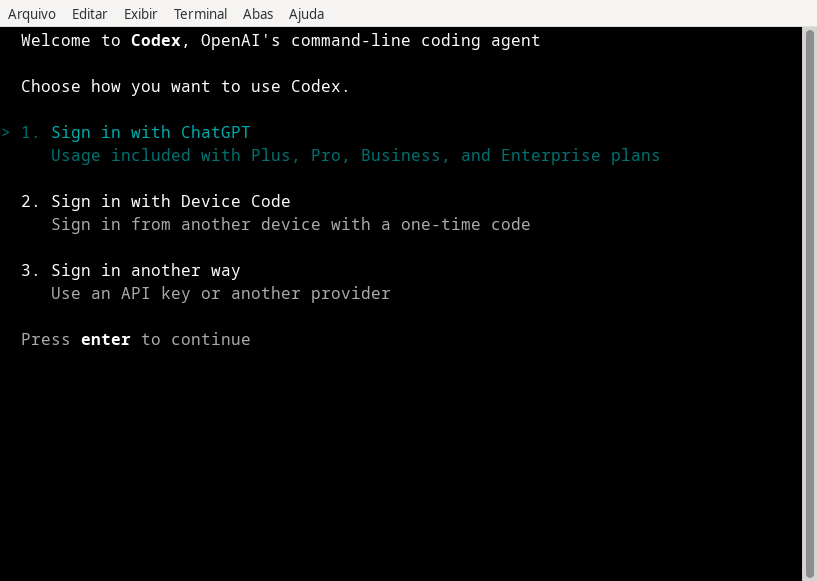 Arquivo Editar Exibir Terminal Abas Ajuda
Welcome to Codex, OpenAI's command-line coding agent
Choose how you want to use Codex.
> 1. Sign in with ChatGPT
Usage included with Plus, Pro, Business, and Enterprise plans
2. Sign in with Device Code
Sign in from another device with a one-time code
3. Sign in another way
Use an API key or another provider
Press enter to continue